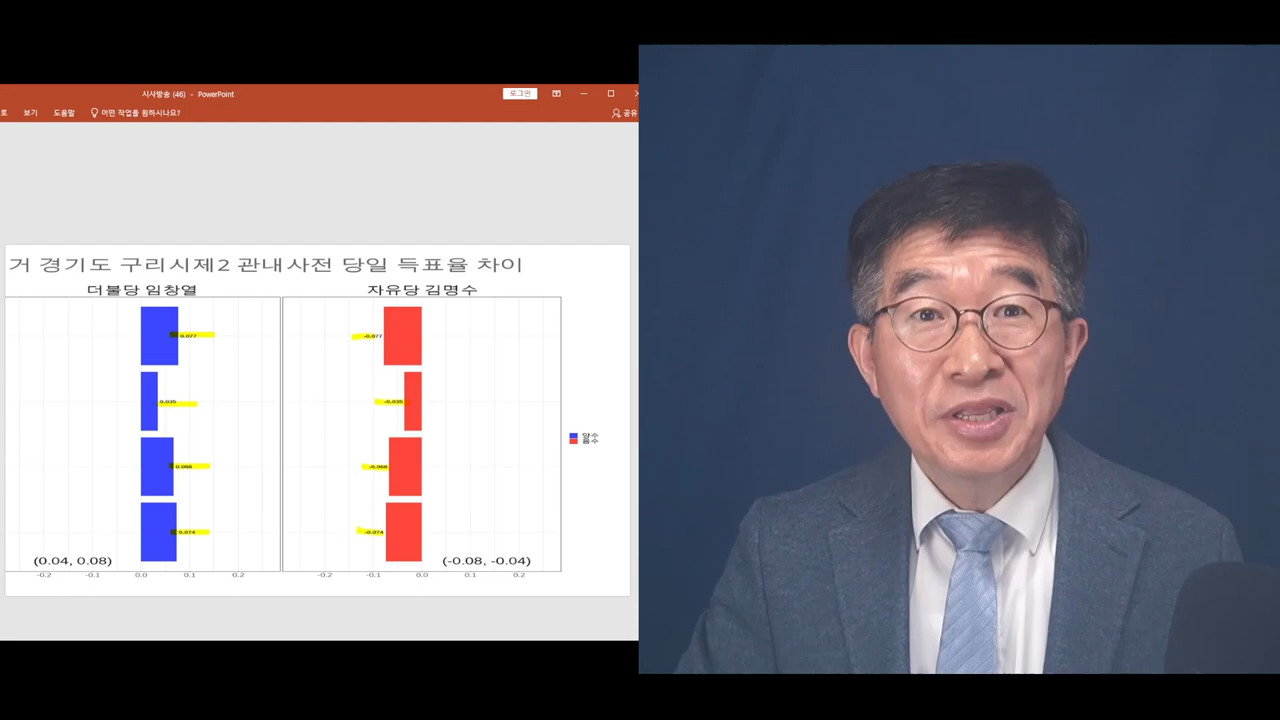 시사방송 (46) - PowerPoint
로그인
토 보기 도움말 어떤 작업을 원하시나요?
공유
거 경기도 구리시제2 관내사전 당일 득표율 차이
더불당 임창열
자유당 김명수
0.077
-0.077
0.035
-0.035
0.068
-0.068
0.074
-0.074
(0.04, 0.08)
(-0.08, -0.04)
-0.2 -0.1 0.0 0.1 0.2
-0.2 -0.1 0.0 0.1 0.2
양수
음수